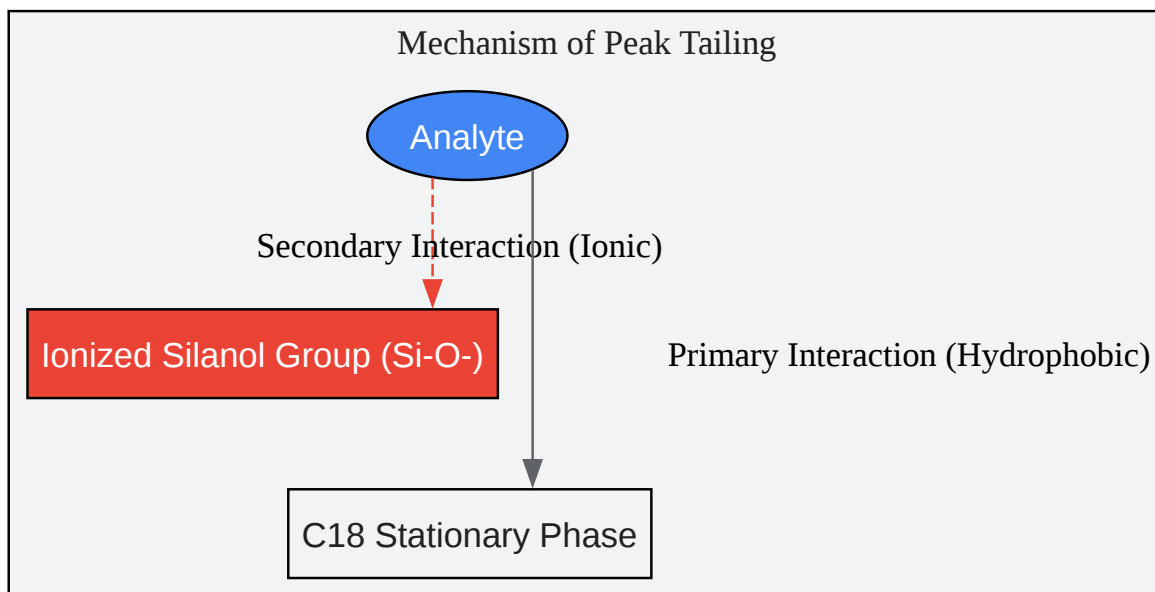 Mechanism of Peak Tailing
Analyte
Secondary Interaction (Ionic)
Ionized Silanol Group (Si-O-)
Primary Interaction (Hydrophobic)
C18 Stationary Phase